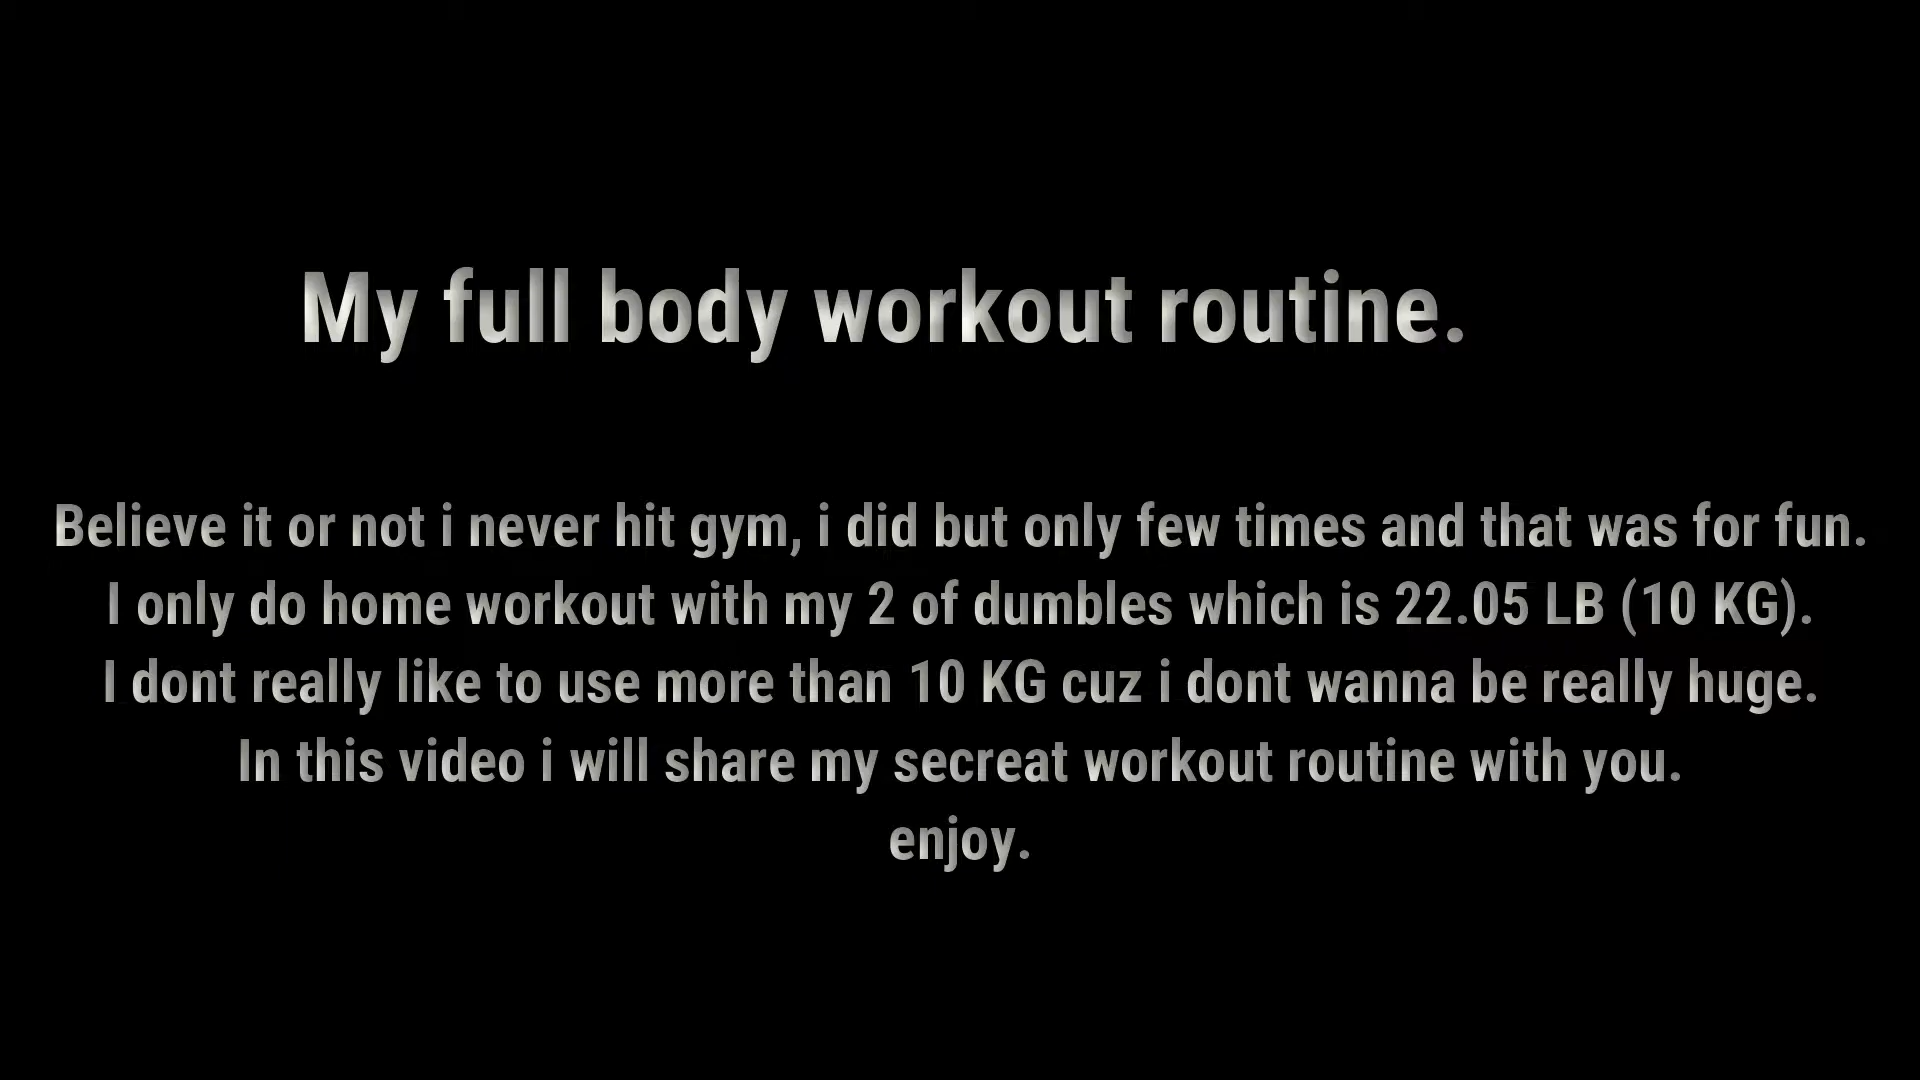 My full body workout routine.
Believe it or not i never hit gym, i did but only few times and that was for fun.
I only do home workout with my 2 of dumbles which is 22.05 LB (10 KG).
I dont really like to use more than 10 KG cuz i dont wanna be really huge.
In this video i will share my secreat workout routine with you.
enjoy.